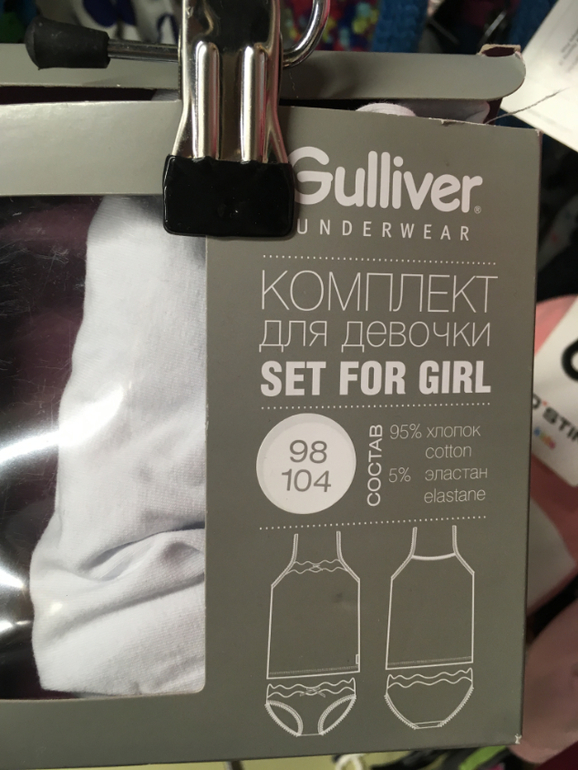 Gulliver®
UNDERWEAR
КОМПЛЕКТ
для девочки
SET FOR GIRL
98
104
СОСТАВ
95% хлопок
cotton
5% эластан
elastane